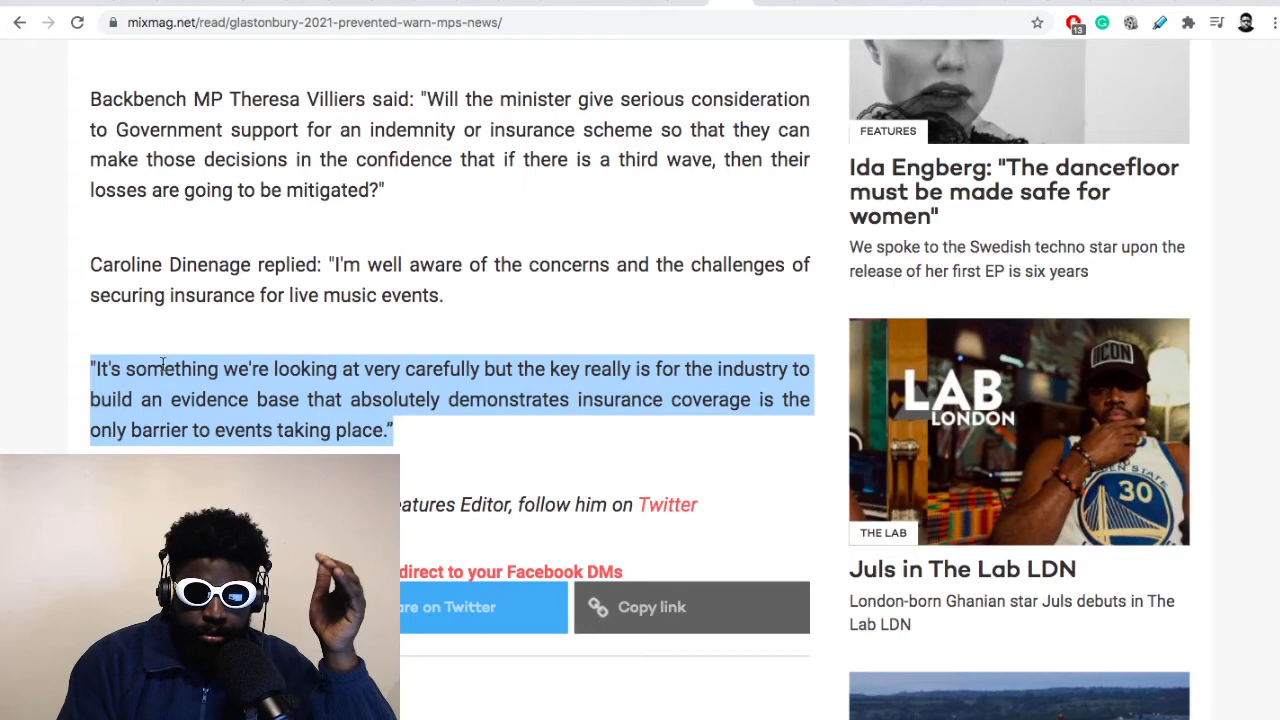 mixmag.net/read/glastonbury-2021-prevented-warn-mps-news/
13
Backbench MP Theresa Villiers said: "Will the minister give serious consideration
to Government support for an indemnity or insurance scheme so that they can
make those decisions in the confidence that if there is a third wave, then their
losses are going to be mitigated?"
Caroline Dinenage replied: "I'm well aware of the concerns and the challenges of
securing insurance for live music events.
"It's something we're looking at very carefully but the key really is for the industry to
build an evidence base that absolutely demonstrates insurance coverage is the
only barrier to events taking place.”
eatures Editor, follow him on Twitter
direct to your Facebook DMs
are on Twitter
Copy link
FEATURES
Ida Engberg: "The dancefloor
must be made safe for
women"
We spoke to the Swedish techno star upon the
release of her first EP is six years
LAB
LONDON
ICON
GOLDEN STATE
30
WARRIORS
THE LAB
Juls in The Lab LDN
London-born Ghanian star Juls debuts in The
Lab LDN